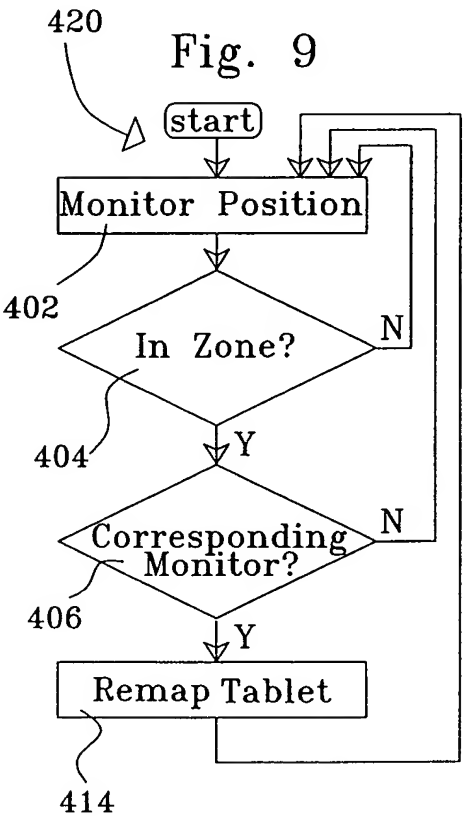 420
Fig. 9
start
Monitor Position
402
In Zone?
N
404
Y
Corresponding
Monitor?
N
406
Y
Remap Tablet
414